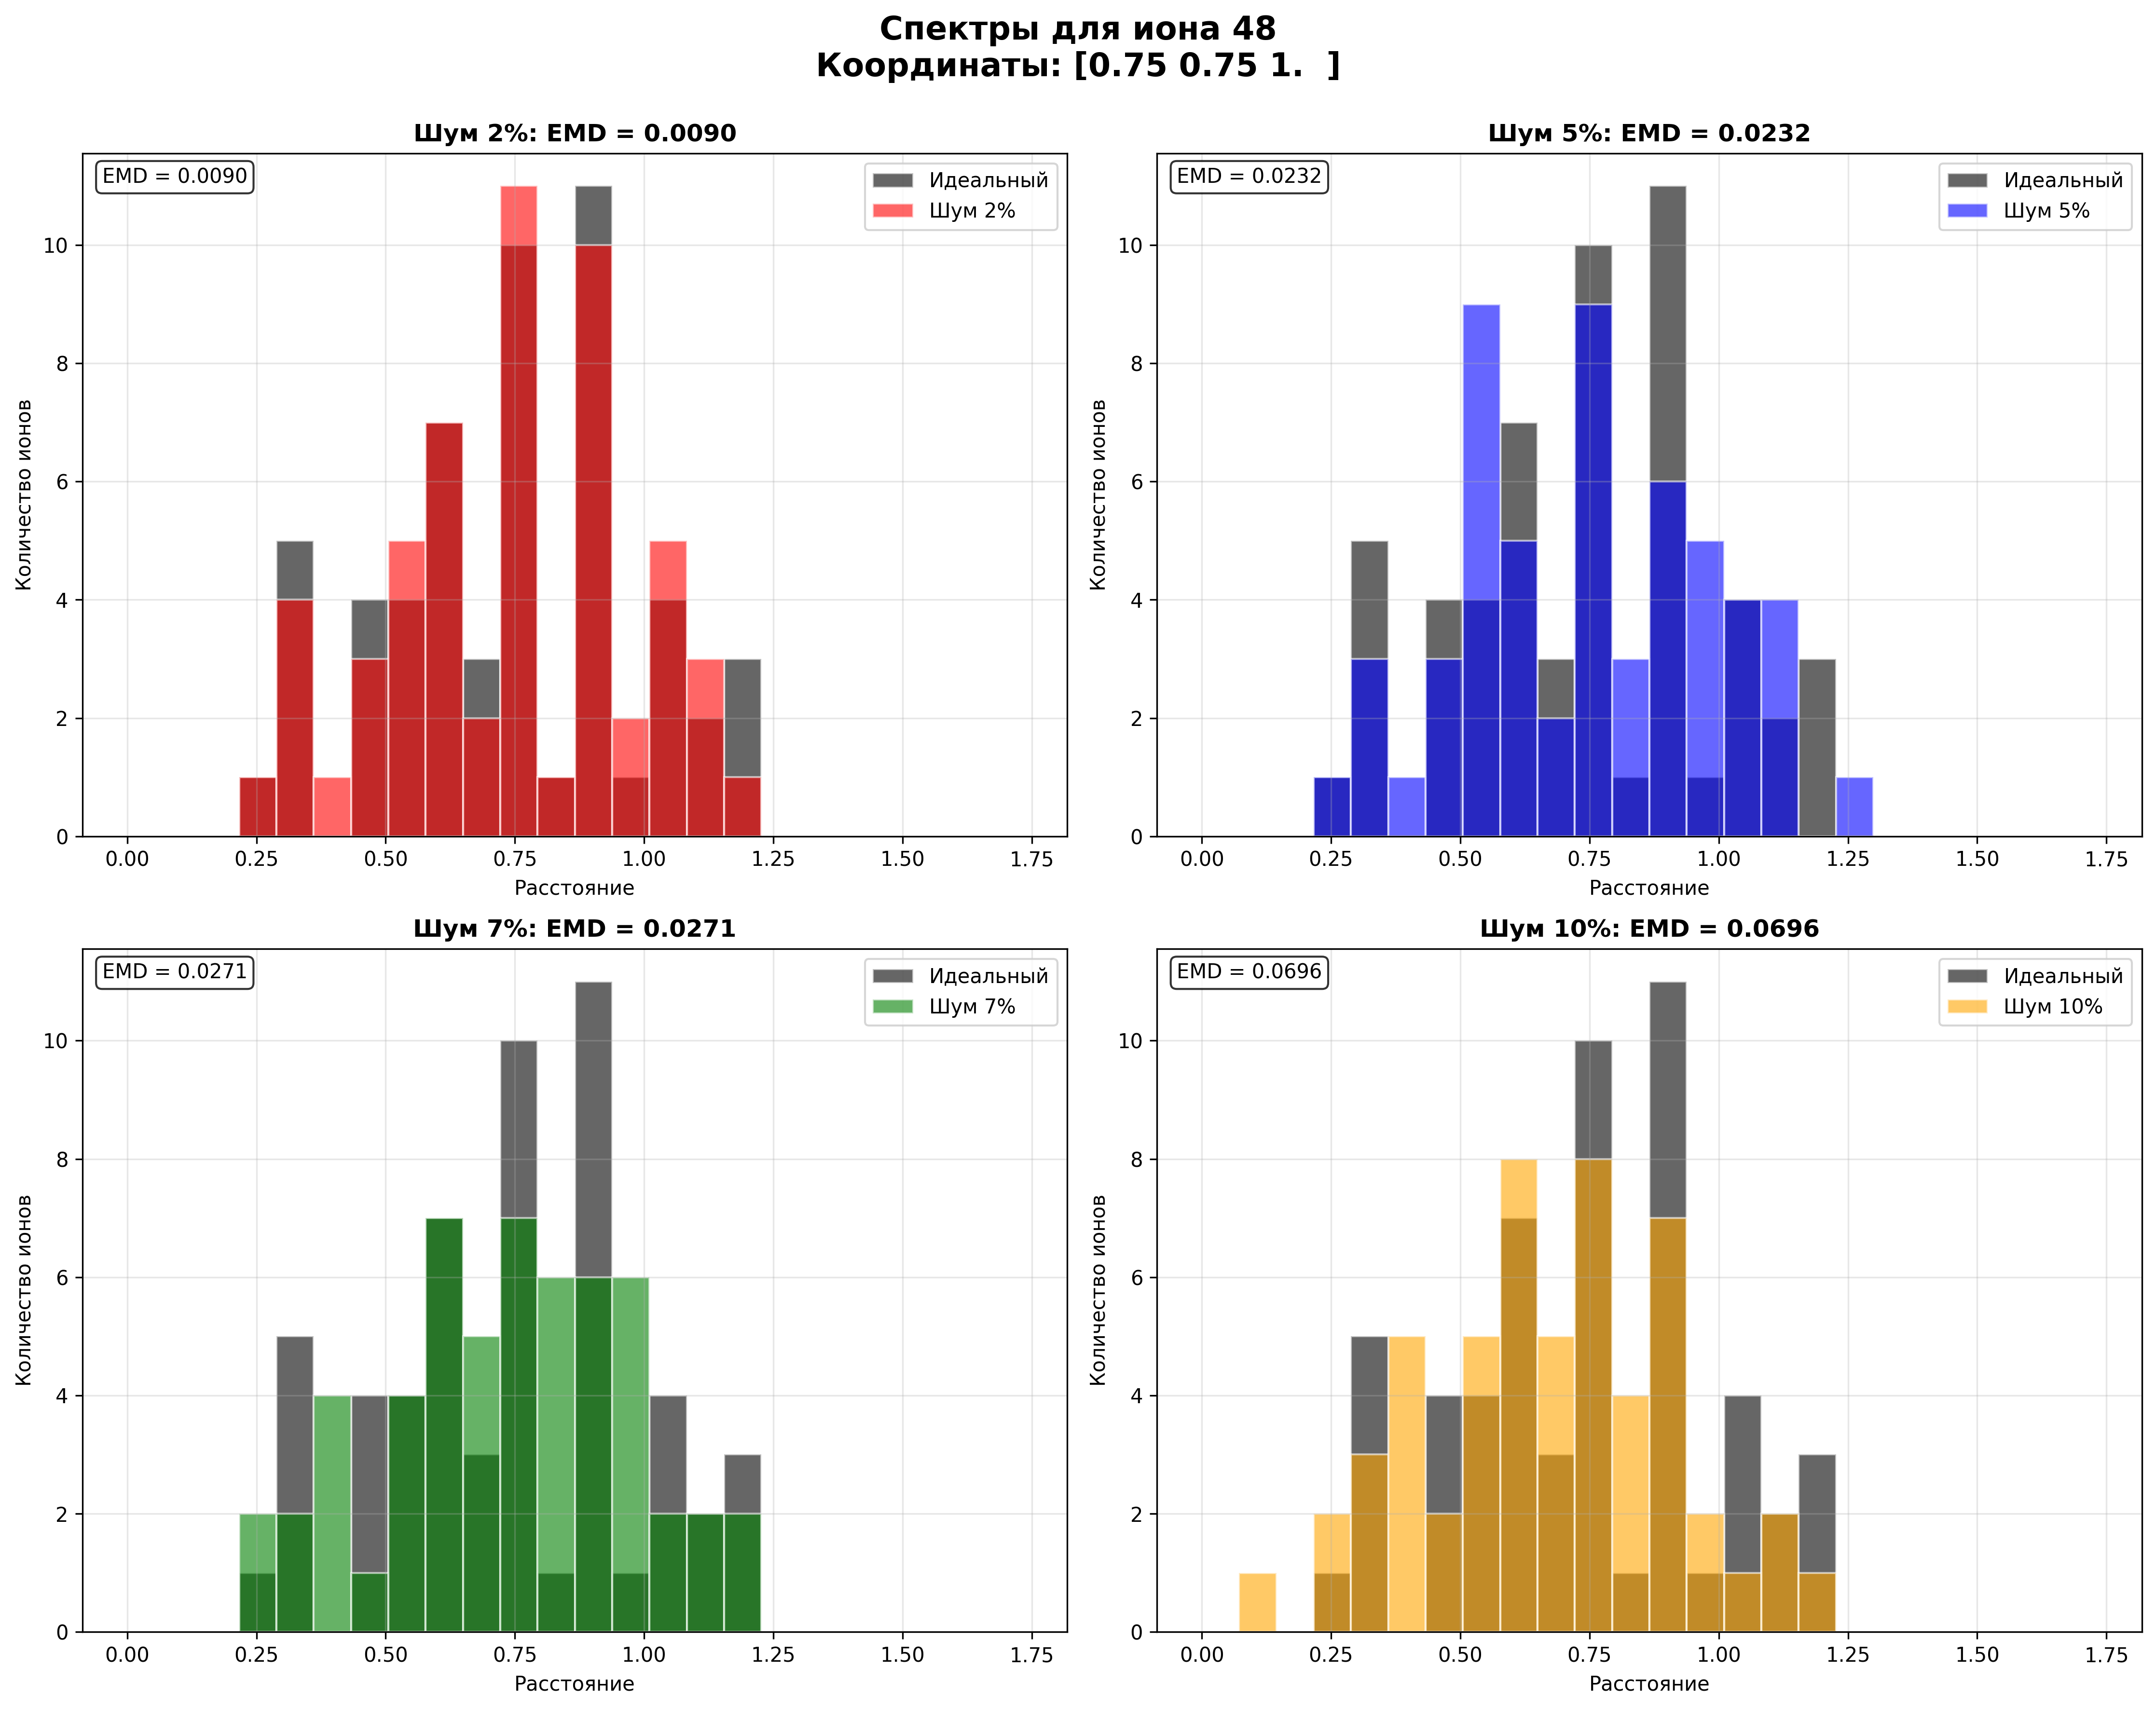 Спектры для иона 48
Координаты: [0.75 0.75 1.  ]
Шум 2%: EMD = 0.0090
EMD = 0.0090
Идеальный
Шум 2%
Количество ионов
0
2
4
6
8
10
0.00 0.25 0.50 0.75 1.00 1.25 1.50 1.75
Расстояние
Шум 5%: EMD = 0.0232
EMD = 0.0232
Идеальный
Шум 5%
Количество ионов
0
2
4
6
8
10
0.00 0.25 0.50 0.75 1.00 1.25 1.50 1.75
Расстояние
Шум 7%: EMD = 0.0271
EMD = 0.0271
Идеальный
Шум 7%
Количество ионов
0
2
4
6
8
10
0.00 0.25 0.50 0.75 1.00 1.25 1.50 1.75
Расстояние
Шум 10%: EMD = 0.0696
EMD = 0.0696
Идеальный
Шум 10%
Количество ионов
0
2
4
6
8
10
0.00 0.25 0.50 0.75 1.00 1.25 1.50 1.75
Расстояние